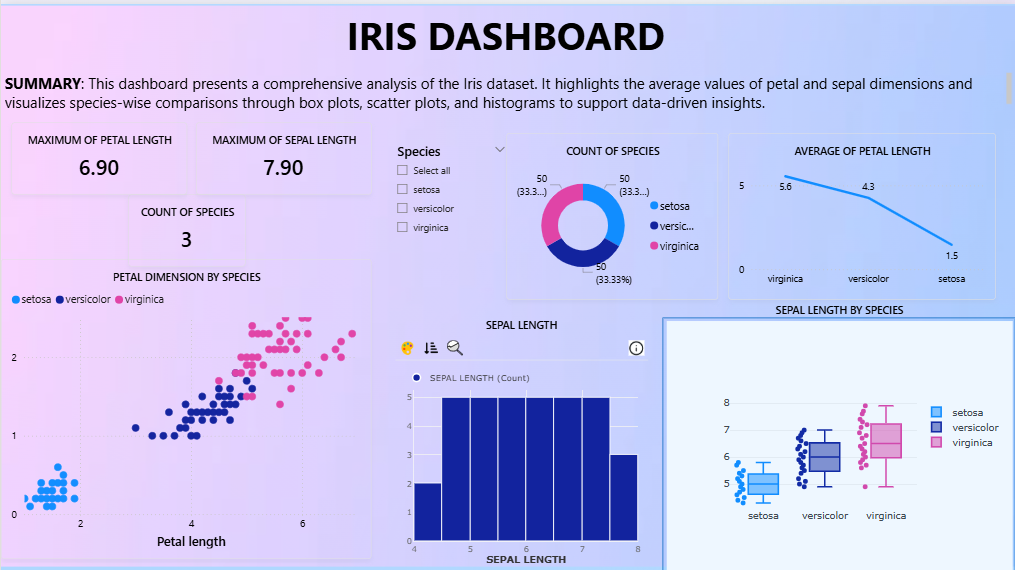 IRIS DASHBOARD
SUMMARY: This dashboard presents a comprehensive analysis of the Iris dataset. It highlights the average values of petal and sepal dimensions and
visualizes species-wise comparisons through box plots, scatter plots, and histograms to support data-driven insights.
MAXIMUM OF PETAL LENGTH
6.90
MAXIMUM OF SEPAL LENGTH
7.90
COUNT OF SPECIES
3
Species
Select all
setosa
versicolor
virginica
COUNT OF SPECIES
50
(33.3...)
50
(33.3...)
50
(33.33%)
setosa
versic...
virginica
AVERAGE OF PETAL LENGTH
5
0
5.6
4.3
1.5
virginica
versicolor
setosa
PETAL DIMENSION BY SPECIES
setosa
versicolor
virginica
2
1
0
2
4
6
Petal length
SEPAL LENGTH
SEPAL LENGTH (Count)
5
4
3
2
1
0
4
5
6
7
8
SEPAL LENGTH
SEPAL LENGTH BY SPECIES
8
7
6
5
setosa
versicolor
virginica
setosa
versicolor
virginica